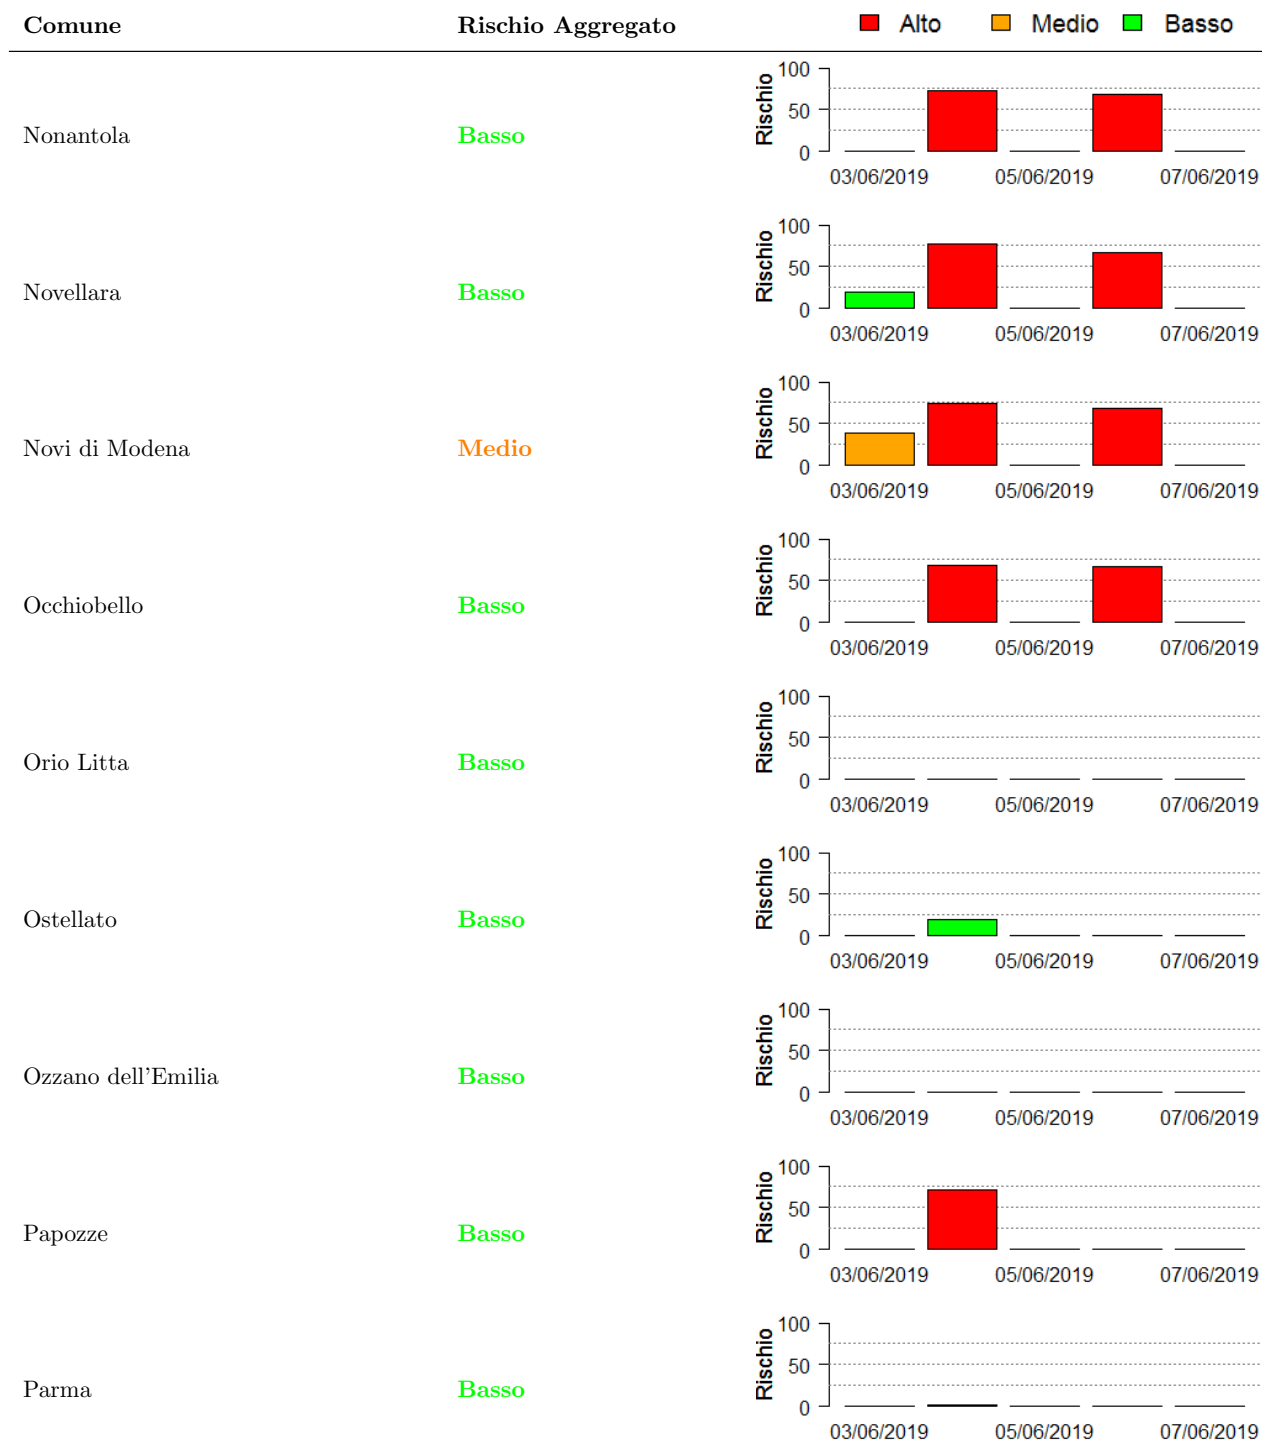 Comune Rischio Aggregato Alto Medio Basso
100
50
0
Rischio
Nonantola Basso
03/06/2019 05/06/2019 07/06/2019
100
50
0
Rischio
Novellara Basso
03/06/2019 05/06/2019 07/06/2019
100
50
0
Rischio
Novi di Modena Medio
03/06/2019 05/06/2019 07/06/2019
100
50
0
Rischio
Occhiobello Basso
03/06/2019 05/06/2019 07/06/2019
100
50
0
Rischio
Orio Litta Basso
03/06/2019 05/06/2019 07/06/2019
100
50
0
Rischio
Ostellato Basso
03/06/2019 05/06/2019 07/06/2019
100
50
0
Rischio
Ozzano dell'Emilia Basso
03/06/2019 05/06/2019 07/06/2019
100
50
0
Rischio
Papozze Basso
03/06/2019 05/06/2019 07/06/2019
100
50
0
Rischio
Parma Basso
03/06/2019 05/06/2019 07/06/2019